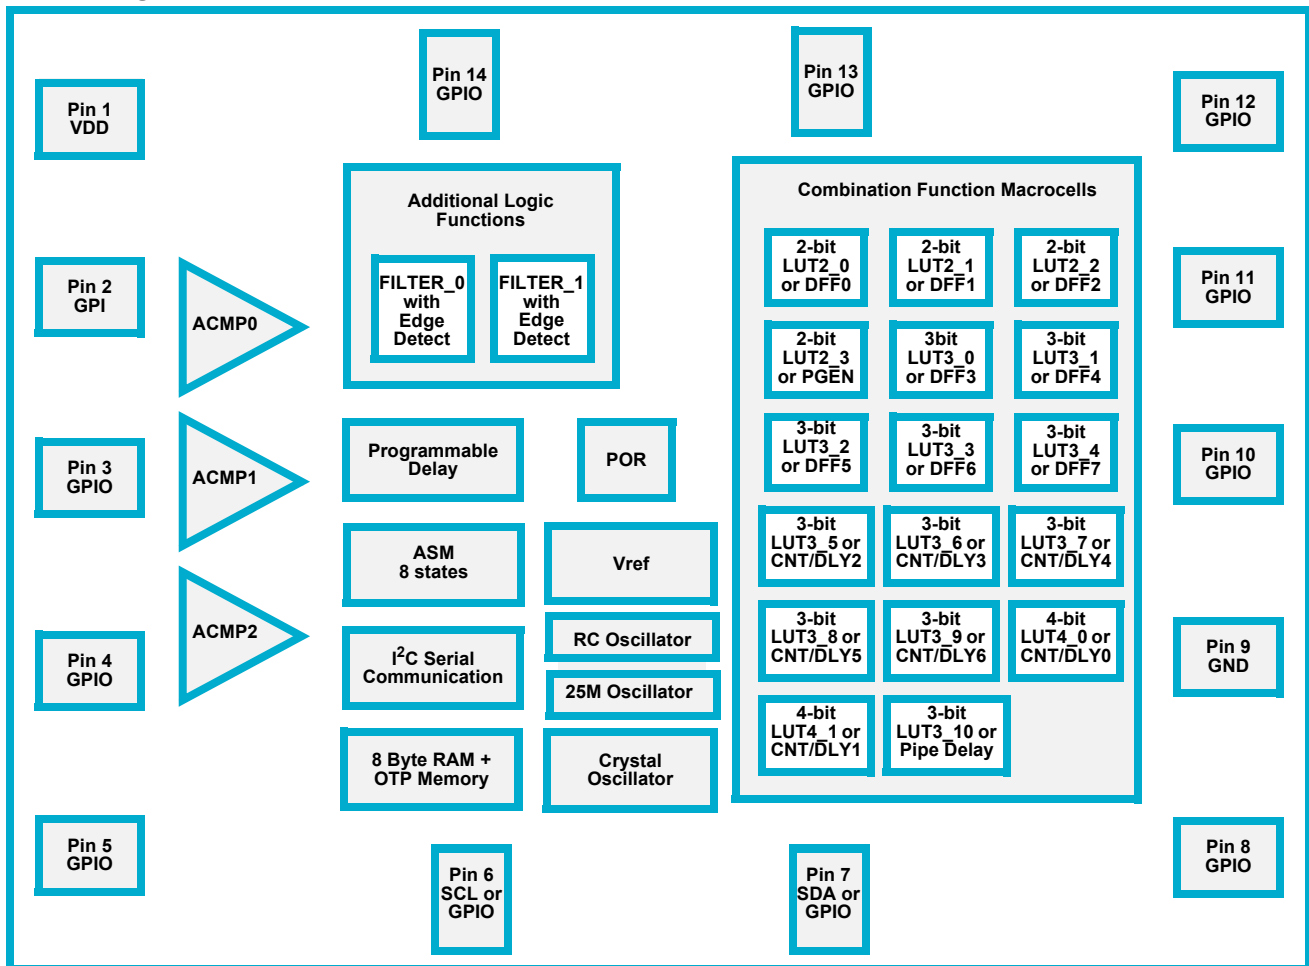 Pin 14
GPIO
Pin 13
GPIO
Pin 1
VDD
Pin 12
GPIO
Additional Logic
Functions
FILTER_0
with
Edge
Detect
FILTER_1
with
Edge
Detect
Combination Function Macrocells
2-bit
LUT2_0
or DFF0
2-bit
LUT2_1
or DFF1
2-bit
LUT2_2
or DFF2
2-bit
LUT2_3
or PGEN
3bit
LUT3_0
or DFF3
3-bit
LUT3_1
or DFF4
3-bit
LUT3_2
or DFF5
3-bit
LUT3_3
or DFF6
3-bit
LUT3_4
or DFF7
3-bit
LUT3_5 or
CNT/DLY2
3-bit
LUT3_6 or
CNT/DLY3
3-bit
LUT3_7 or
CNT/DLY4
3-bit
LUT3_8 or
CNT/DLY5
3-bit
LUT3_9 or
CNT/DLY6
4-bit
LUT4_0 or
CNT/DLY0
4-bit
LUT4_1 or
CNT/DLY1
3-bit
LUT3_10 or
Pipe Delay
Pin 2
GPI
ACMP0
Pin 11
GPIO
Pin 3
GPIO
ACMP1
Programmable
Delay
POR
Pin 10
GPIO
ASM
8 states
Vref
Pin 4
GPIO
ACMP2
I²C Serial
Communication
RC Oscillator
25M Oscillator
Pin 9
GND
8 Byte RAM +
OTP Memory
Crystal
Oscillator
Pin 5
GPIO
Pin 6
SCL or
GPIO
Pin 7
SDA or
GPIO
Pin 8
GPIO